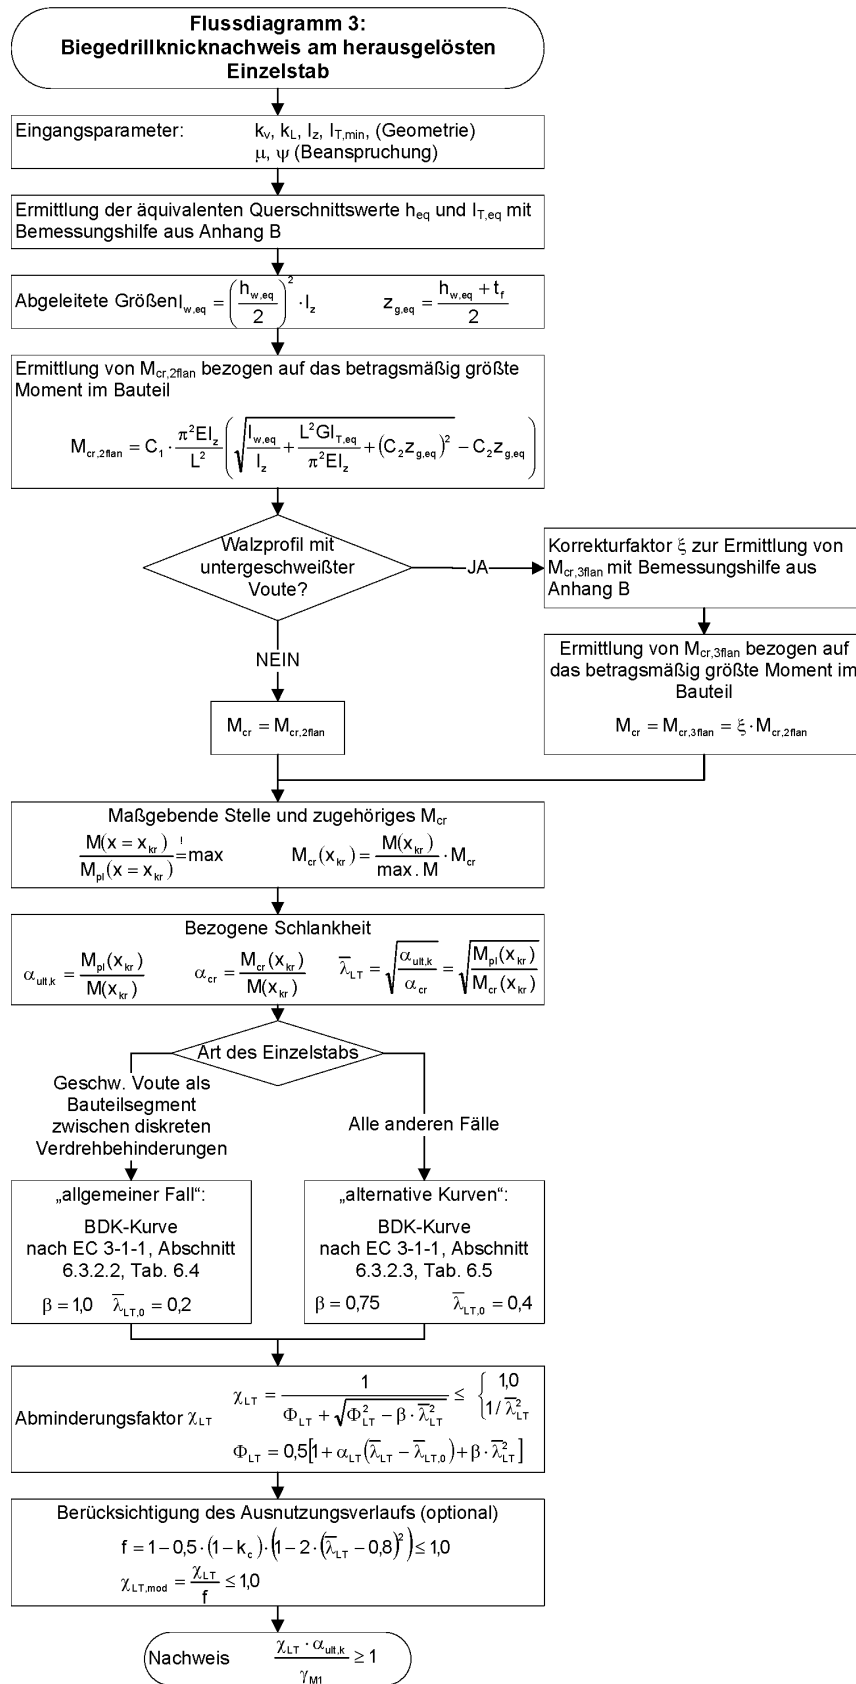 Flussdiagramm 3:
Biegedrillknicknachweis am herausgelösten
Einzelstab
Eingangsparameter: k_v, k_L, I_z, I_T,min, (Geometrie)
μ, ψ (Beanspruchung)
Ermittlung der äquivalenten Querschnittswerte h_eq und I_T,eq mit
Bemessungshilfe aus Anhang B
Abgeleitete Größen I_w,eq = (h_w,eq / 2)² · I_z z_g,eq = (h_w,eq + t_f) / 2
Ermittlung von M_cr,2flan bezogen auf das betragsmäßig größte
Moment im Bauteil
M_cr,2flan = C₁ · π²EI_z / L² (√(I_w,eq / I_z + L²GI_T,eq / π²EI_z + (C₂z_g,eq)²) − C₂z_g,eq)
Walzprofil mit
untergeschweißter
Voute?
JA
Korrekturfaktor ξ zur Ermittlung von
M_cr,3flan mit Bemessungshilfe aus
Anhang B
Ermittlung von M_cr,3flan bezogen auf
das betragsmäßig größte Moment im
Bauteil
M_cr = M_cr,3flan = ξ · M_cr,2flan
NEIN
M_cr = M_cr,2flan
Maßgebende Stelle und zugehöriges M_cr
M(x = x_kr) / M_pl(x = x_kr) =! max M_cr(x_kr) = M(x_kr) / max. M · M_cr
Bezogene Schlankheit
α_ult,k = M_pl(x_kr) / M(x_kr) α_cr = M_cr(x_kr) / M(x_kr) λ̅_LT = √(α_ult,k / α_cr) = √(M_pl(x_kr) / M_cr(x_kr))
Art des Einzelstabs
Geschw. Voute als
Bauteilsegment
zwischen diskreten
Verdrehbehinderungen
Alle anderen Fälle
„allgemeiner Fall“:
BDK-Kurve
nach EC 3-1-1, Abschnitt
6.3.2.2, Tab. 6.4
β = 1,0 λ̅_LT,0 = 0,2
„alternative Kurven“:
BDK-Kurve
nach EC 3-1-1, Abschnitt
6.3.2.3, Tab. 6.5
β = 0,75 λ̅_LT,0 = 0,4
Abminderungsfaktor χ_LT χ_LT = 1 / (Φ_LT + √(Φ²_LT − β · λ̅²_LT)) ≤ { 1,0 1/λ̅²_LT
Φ_LT = 0,5[1 + α_LT(λ̅_LT − λ̅_LT,0) + β · λ̅²_LT]
Berücksichtigung des Ausnutzungsverlaufs (optional)
f = 1 − 0,5 · (1 − k_c) · (1 − 2 · (λ̅_LT − 0,8)²) ≤ 1,0
χ_LT,mod = χ_LT / f ≤ 1,0
Nachweis χ_LT · α_ult,k / γ_M1 ≥ 1